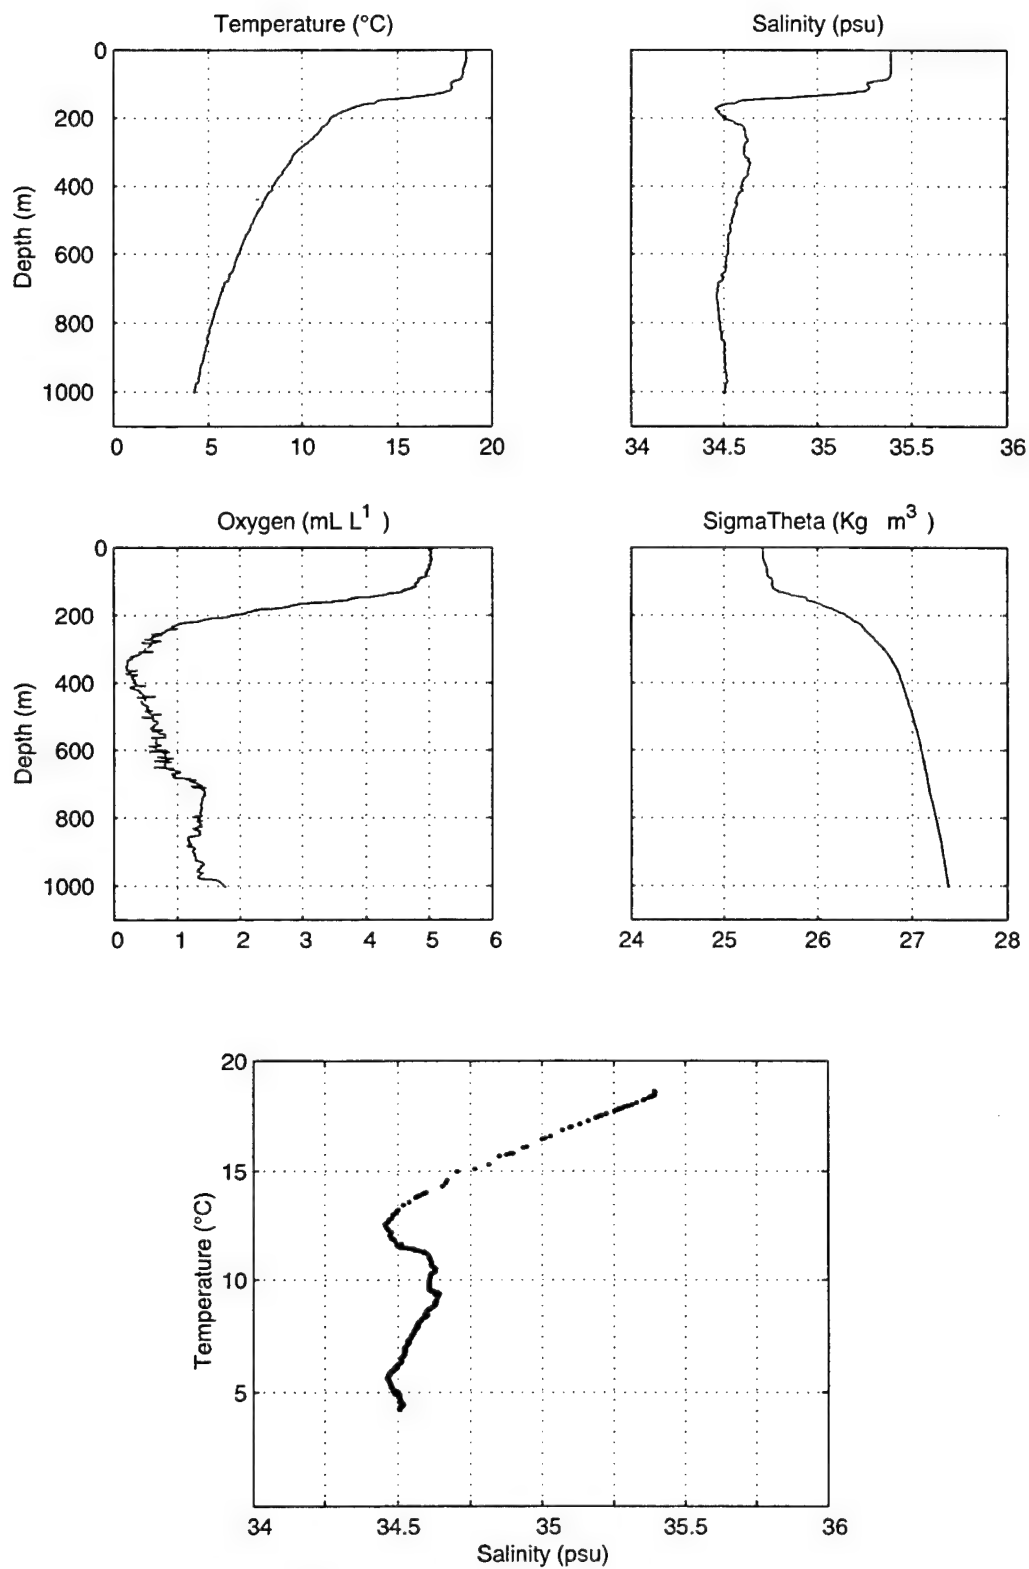 Temperature (°C)
Salinity (psu)
0
200
400
600
800
1000
Depth (m)
0 5 10 15 20
34 34.5 35 35.5 36
Oxygen (mL L¹ )
SigmaTheta (Kg m³ )
0
200
400
600
800
1000
Depth (m)
0 1 2 3 4 5 6
24 25 26 27 28
20
15
10
5
Temperature (°C)
34 34.5 35 35.5 36
Salinity (psu)